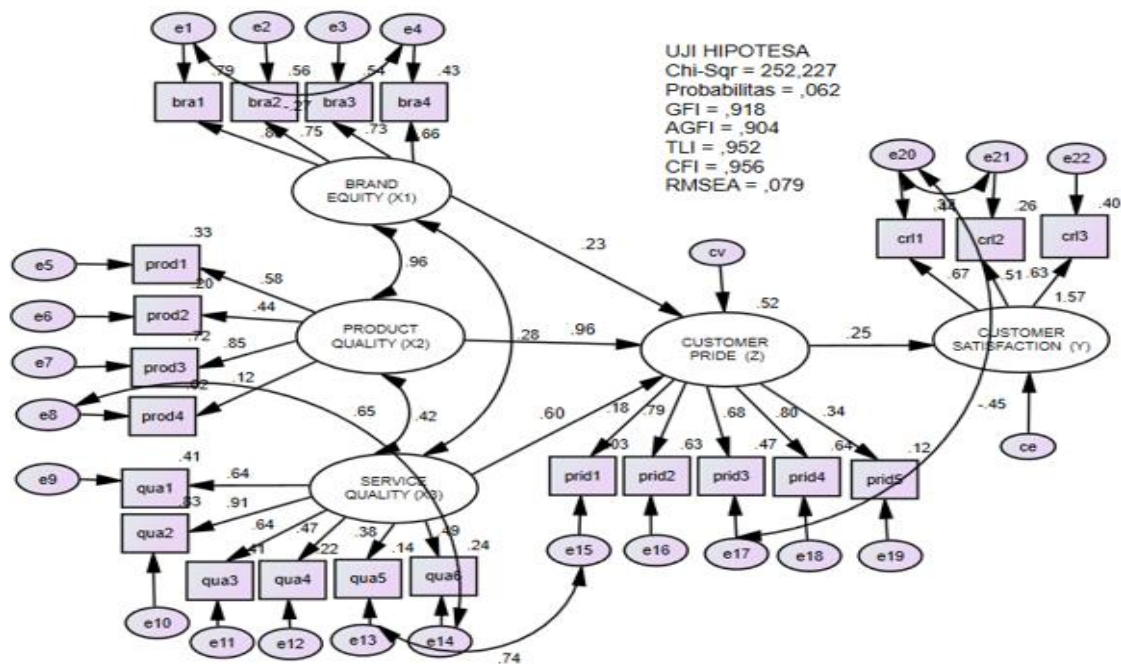 e1 e2 e3 e4
.79 .56 .54 .43
bra1 bra2 bra3 bra4
-.27
.75 .73 .66
BRAND
EQUITY (X1)
UJI HIPOTESA
Chi-Sqr = 252,227
Probabilitas = ,062
GFI = ,918
AGFI = ,904
TLI = ,952
CFI = ,956
RMSEA = ,079
e20 e21 e22
.26 .40
crl1 crl2 crl3
.67 .51 .63
1.57
CUSTOMER
SATISFACTION (Y)
ce
.23
cv
.52
.33
e5 prod1
.58
.20
e6 prod2
.44
.72
e7 prod3
.85
.02 .12
e8 prod4
.96
PRODUCT
QUALITY (X2)
.96
.28
CUSTOMER
PRIDE (Z)
.25
.65 .42
.60
-.45
.18 .79 .68 .80 .34
.03 .63 .47 .64 .12
prid1 prid2 prid3 prid4 prid5
e15 e16 e17 e18 e19
.41
e9 qua1
.64
.83
qua2
.91
SERVICE
QUALITY (X3)
.64 .47 .38 .49
.41 .22 .14 .24
qua3 qua4 qua5 qua6
e10 e11 e12 e13 e14
.74